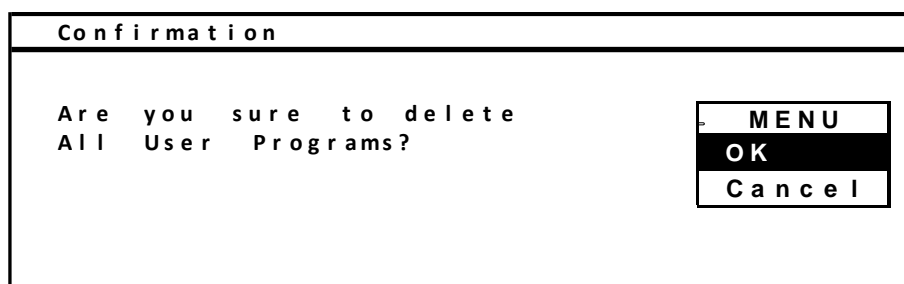 Confirmation
Are you sure to delete
All User Programs?
MENU
OK
Cancel